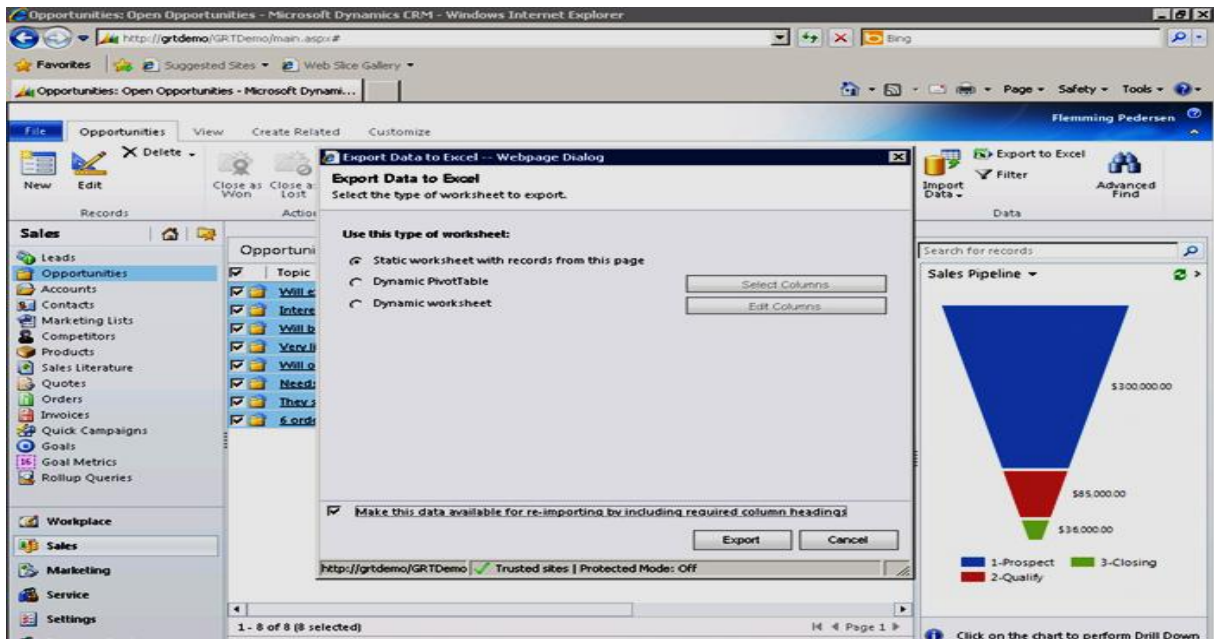 Opportunities: Open Opportunities - Microsoft Dynamics CRM - Windows Internet Explorer
http://grtdemo/GRTDemo/main.aspx#
Bing
Favorites
Suggested Sites
Web Slice Gallery
Opportunities: Open Opportunities - Microsoft Dynami...
Page
Safety
Tools
Flemming Pedersen
File
Opportunities
View
Create Related
Customize
New
Edit
Delete
Records
Close as Won
Close as Lost
Import Data
Export to Excel
Filter
Advanced Find
Data
Export Data to Excel -- Webpage Dialog
Export Data to Excel
Select the type of worksheet to export.
Use this type of worksheet:
Static worksheet with records from this page
Dynamic PivotTable
Select Columns
Dynamic worksheet
Edit Columns
Make this data available for re-importing by including required column headings
Export
Cancel
http://grtdemo/GRTDemo
Trusted sites | Protected Mode: Off
Sales
Leads
Opportunities
Accounts
Contacts
Marketing Lists
Competitors
Products
Sales Literature
Quotes
Orders
Invoices
Quick Campaigns
Goals
Goal Metrics
Rollup Queries
Workplace
Sales
Marketing
Service
Settings
Topic
Will
Will b
Will o
They s
1 - 8 of 8 (8 selected)
Page 1
Search for records
Sales Pipeline
$300,000.00
$85,000.00
$36,000.00
1-Prospect
3-Closing
2-Qualify
Click on the chart to perform Drill Down